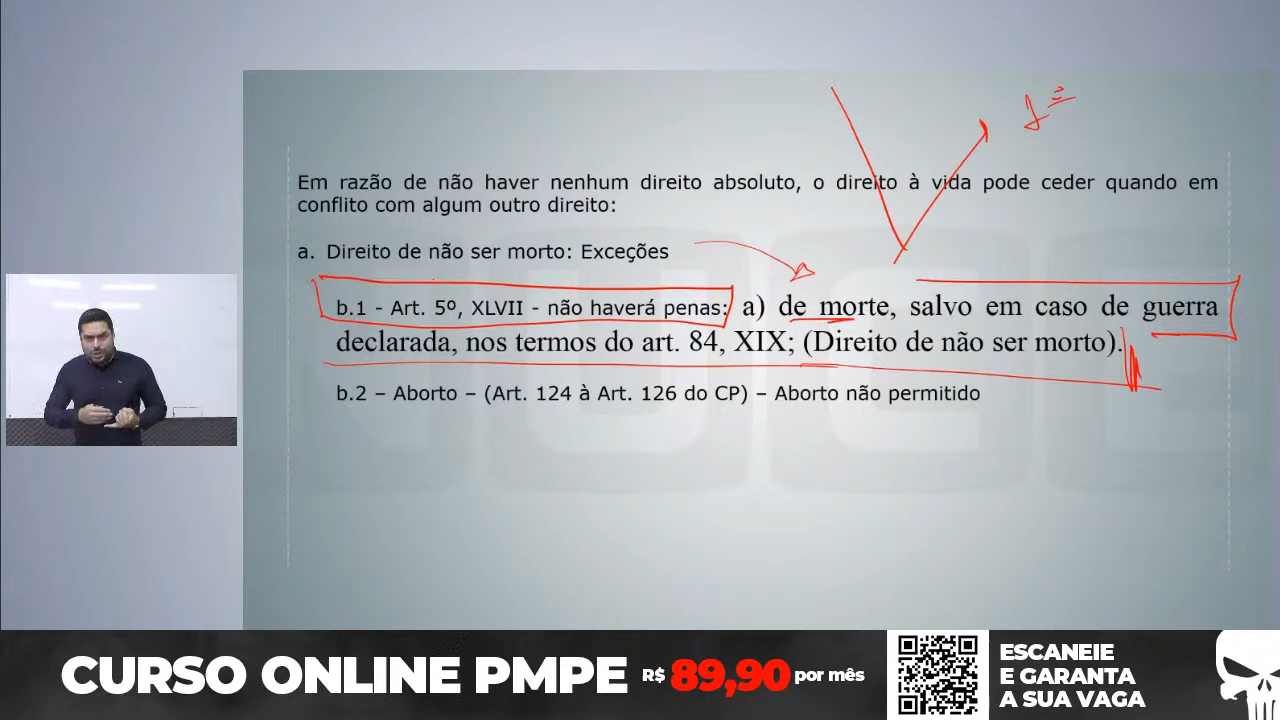 Em razão de não haver nenhum direito absoluto, o direito à vida pode ceder quando em
conflito com algum outro direito:
a. Direito de não ser morto: Exceções
b.1 - Art. 5º, XLVII - não haverá penas: a) de morte, salvo em caso de guerra
declarada, nos termos do art. 84, XIX; (Direito de não ser morto).
b.2 – Aborto – (Art. 124 à Art. 126 do CP) – Aborto não permitido
CURSO ONLINE PMPE R$ 89,90 por mês
ESCANEIE
E GARANTA
A SUA VAGA